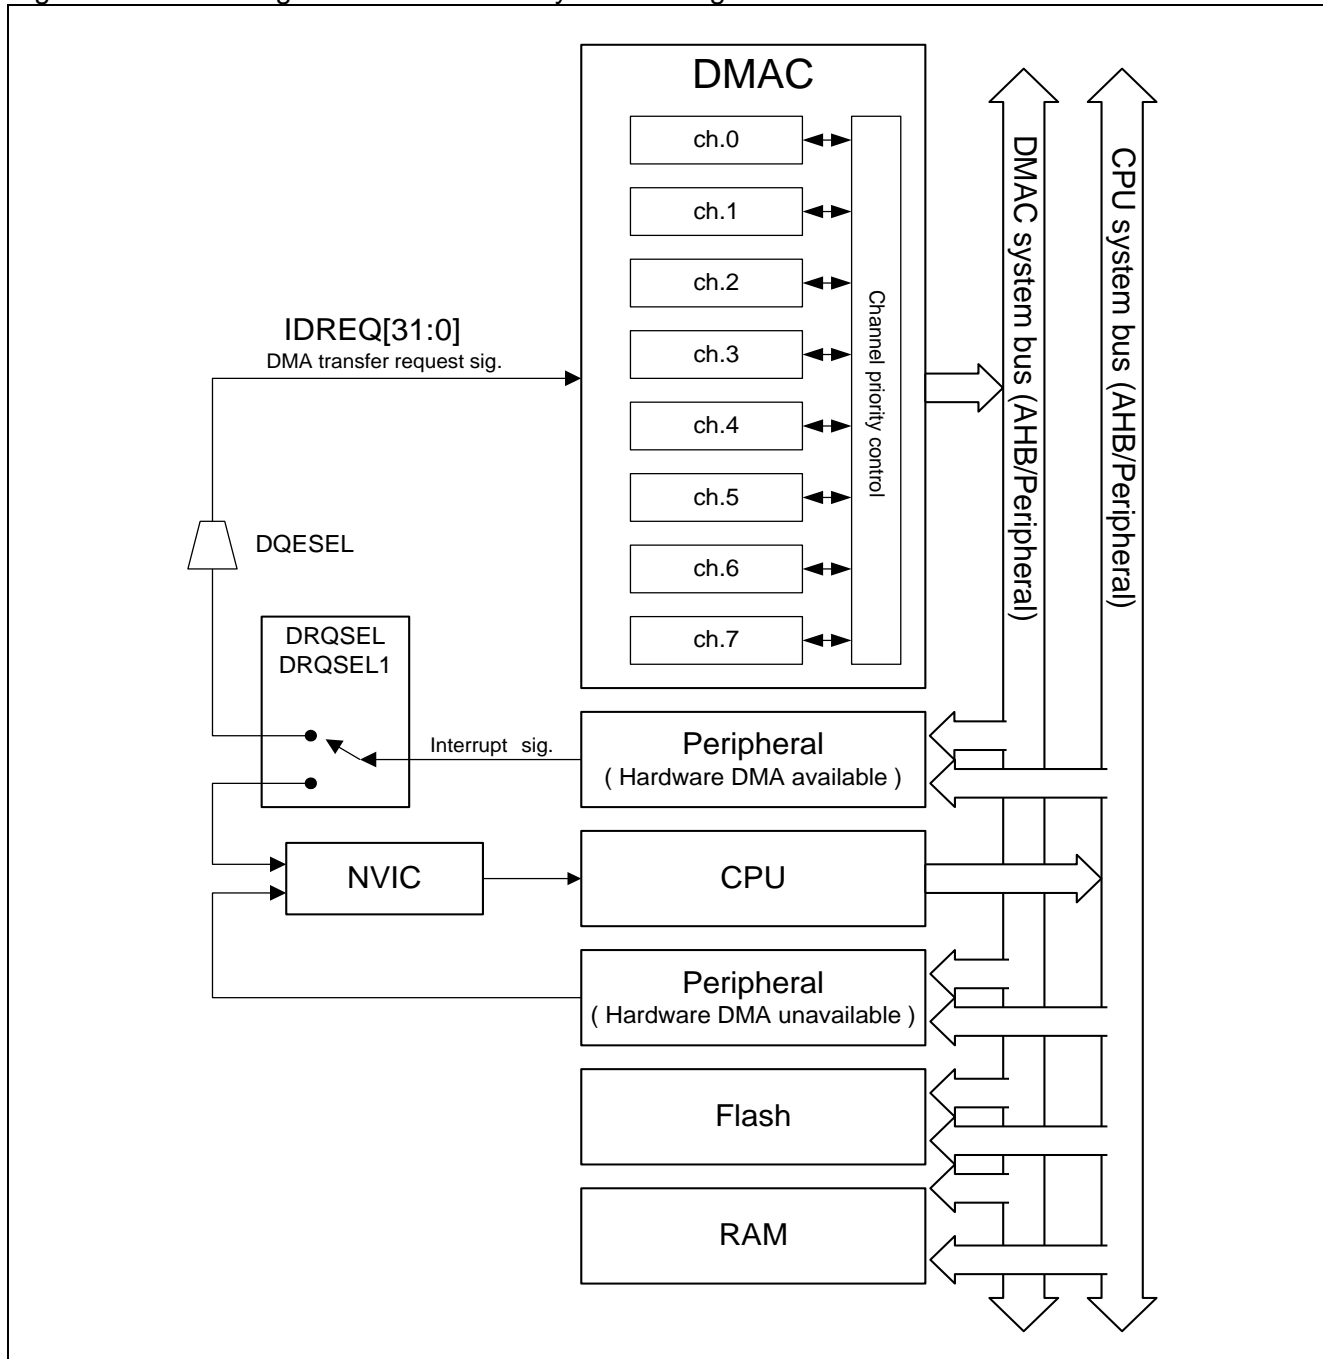 DMAC
ch.0
ch.1
ch.2
ch.3
ch.4
ch.5
ch.6
ch.7
Channel priority control
DMAC system bus (AHB/Peripheral)
CPU system bus (AHB/Peripheral)
IDREQ[31:0]
DMA transfer request sig.
DQESEL
DRQSEL
DRQSEL1
Interrupt sig.
Peripheral
( Hardware DMA available )
NVIC
CPU
Peripheral
( Hardware DMA unavailable )
Flash
RAM